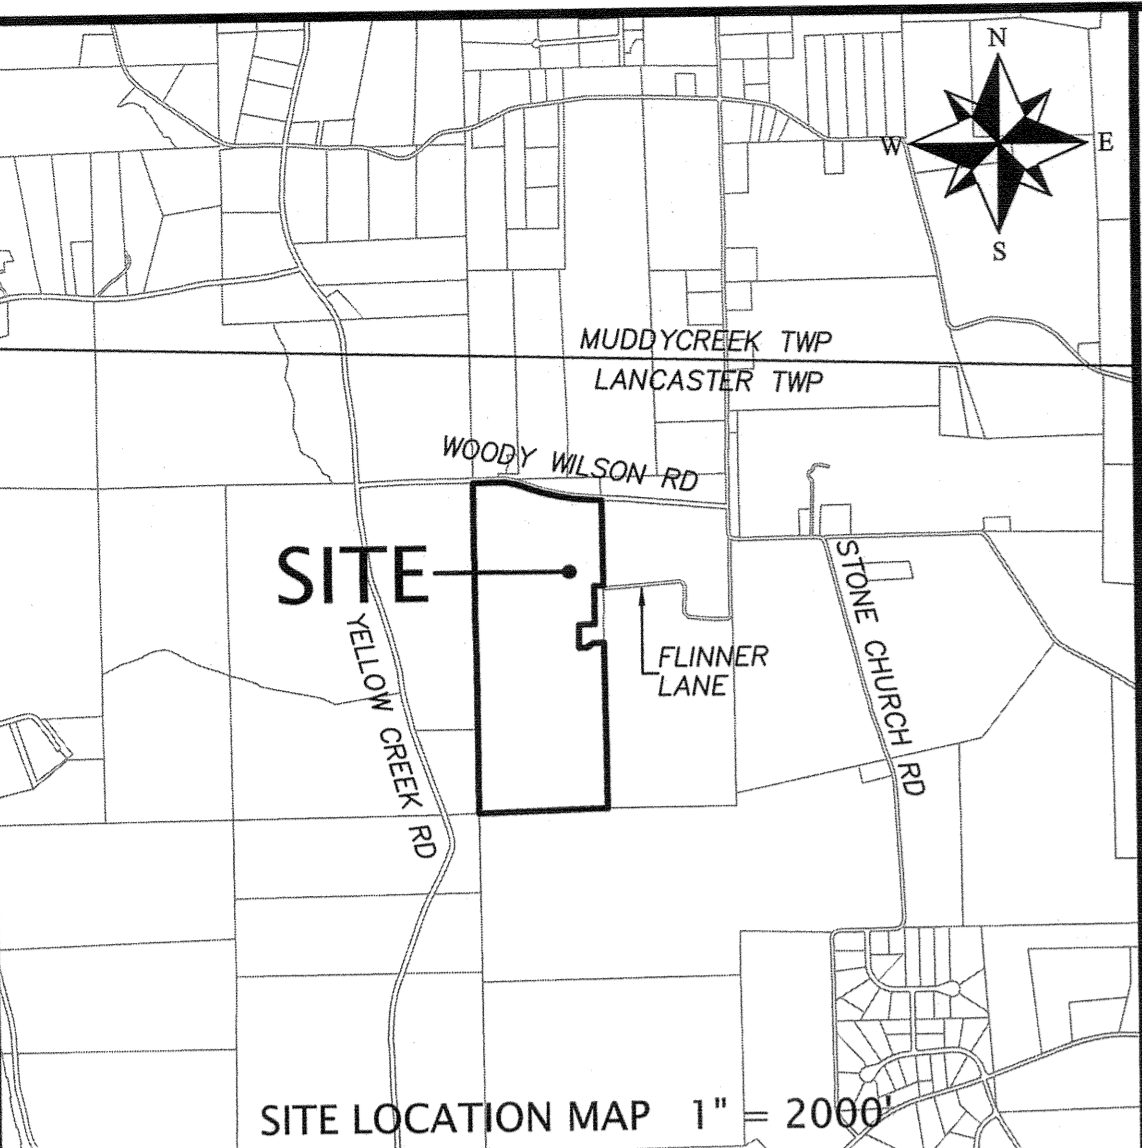 N
W
E
S
MUDDYCREEK TWP
LANCASTER TWP
WOODY WILSON RD
SITE
STONE CHURCH RD
YELLOW CREEK RD
FLINNER
LANE
SITE LOCATION MAP 1" = 2000'